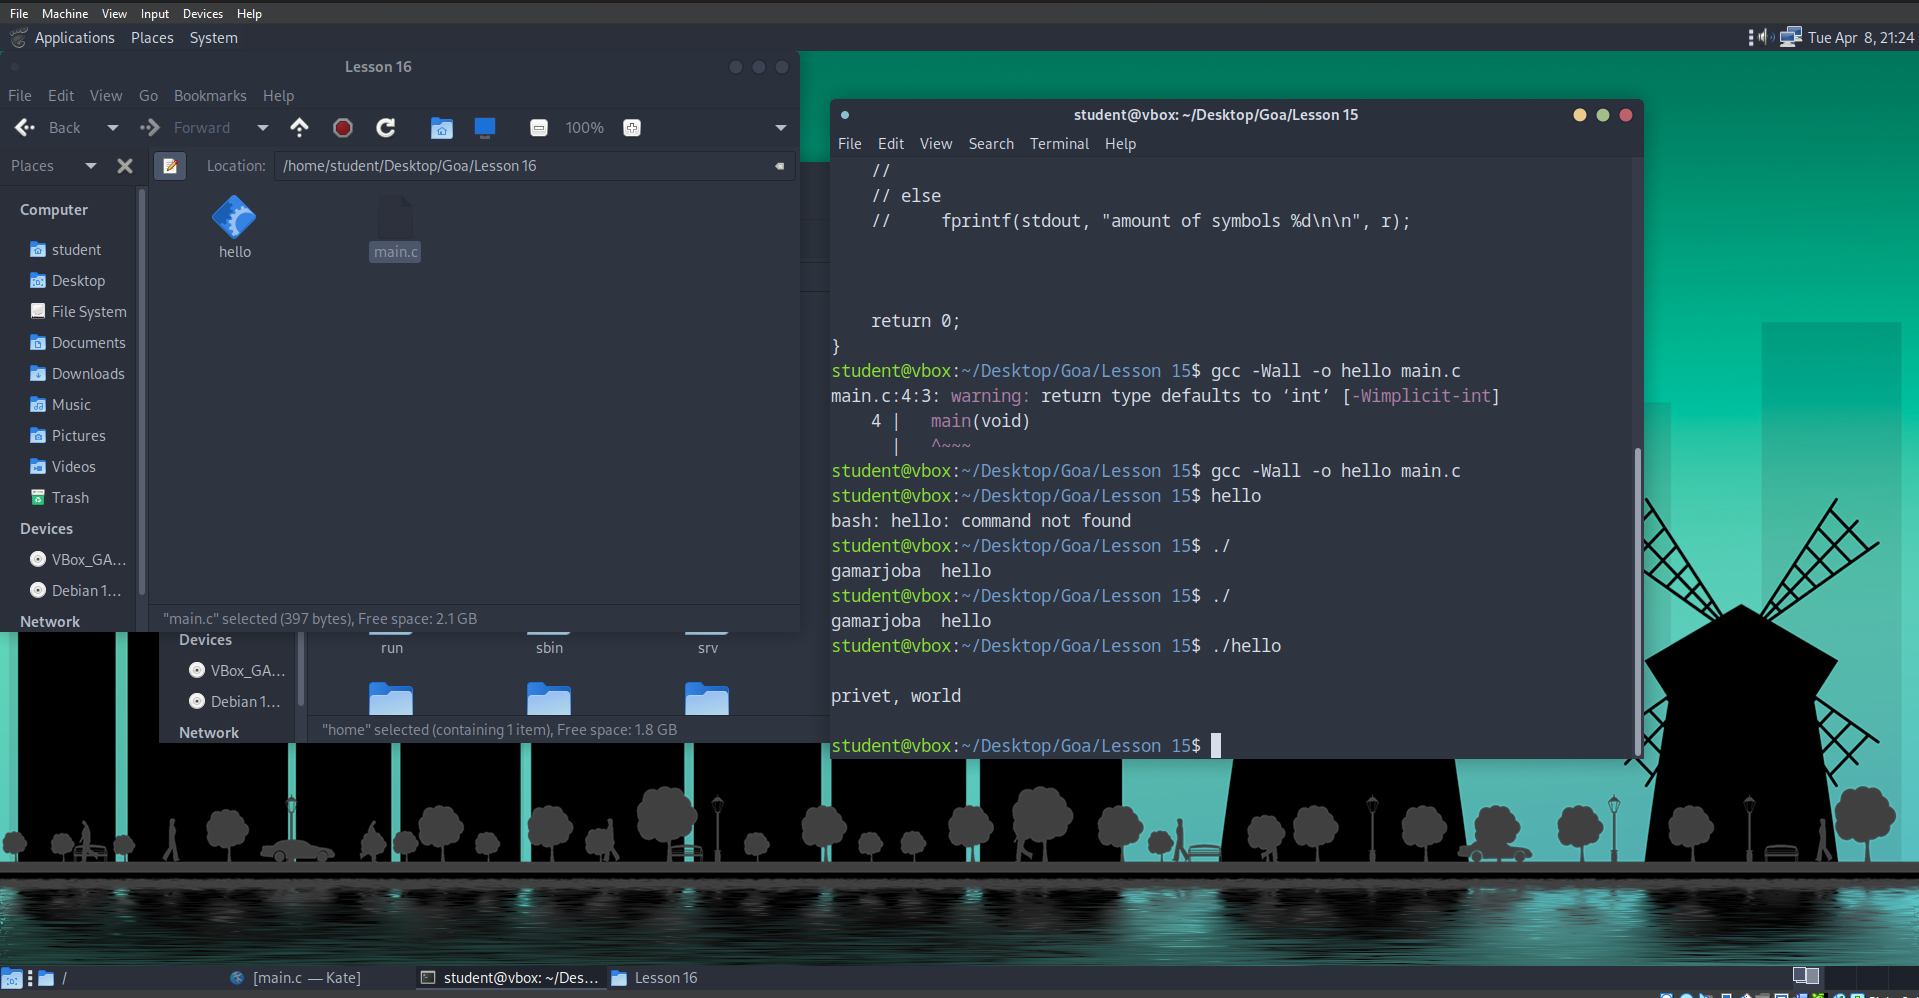 File Machine View Input Devices Help
Applications Places System
Tue Apr 8, 21:24
Lesson 16
File Edit View Go Bookmarks Help
Back Forward 100%
Places Location: /home/student/Desktop/Goa/Lesson 16
Computer
student
Desktop
File System
Documents
Downloads
Music
Pictures
Videos
Trash
Devices
VBox_GA...
Debian 1...
Network
hello
main.c
"main.c" selected (397 bytes), Free space: 2.1 GB
Devices
VBox_GA...
Debian 1...
Network
run sbin srv
"home" selected (containing 1 item), Free space: 1.8 GB
student@vbox: ~/Desktop/Goa/Lesson 15
File Edit View Search Terminal Help
//
// else
//     fprintf(stdout, "amount of symbols %d\n\n", r);
return 0;
}
student@vbox:~/Desktop/Goa/Lesson 15$ gcc -Wall -o hello main.c
main.c:4:3: warning: return type defaults to ‘int’ [-Wimplicit-int]
4 |   main(void)
|   ^~~~
student@vbox:~/Desktop/Goa/Lesson 15$ gcc -Wall -o hello main.c
student@vbox:~/Desktop/Goa/Lesson 15$ hello
bash: hello: command not found
student@vbox:~/Desktop/Goa/Lesson 15$ ./
gamarjoba  hello
student@vbox:~/Desktop/Goa/Lesson 15$ ./
gamarjoba  hello
student@vbox:~/Desktop/Goa/Lesson 15$ ./hello
privet, world
student@vbox:~/Desktop/Goa/Lesson 15$
/
[main.c — Kate]
student@vbox: ~/Des...
Lesson 16